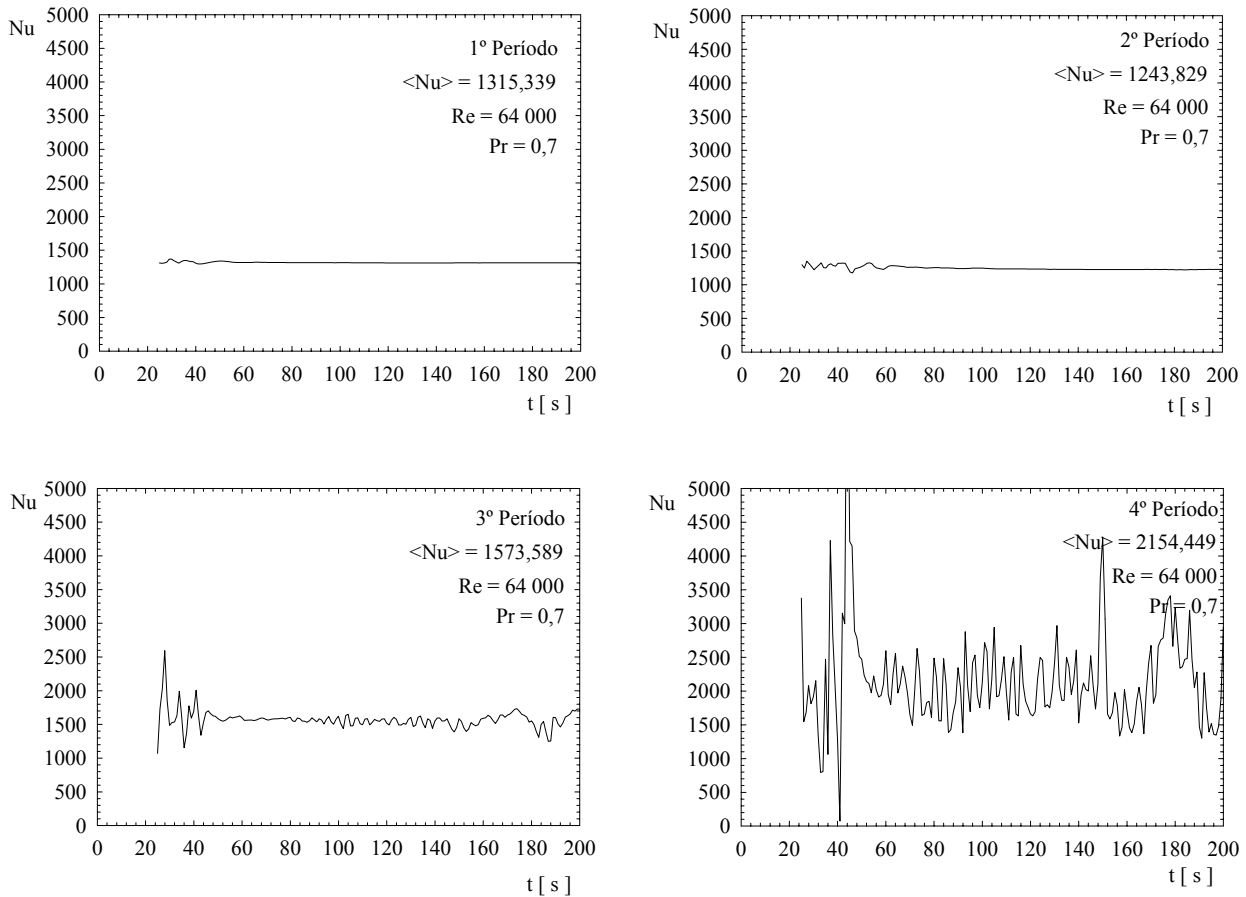 Nu
5000
4500
4000
3500
3000
2500
2000
1500
1000
500
0
1º Período
<Nu> = 1315,339
Re = 64 000
Pr = 0,7
0 20 40 60 80 100 120 140 160 180 200
t [ s ]
Nu
5000
4500
4000
3500
3000
2500
2000
1500
1000
500
0
2º Período
<Nu> = 1243,829
Re = 64 000
Pr = 0,7
0 20 40 60 80 100 120 140 160 180 200
t [ s ]
Nu
5000
4500
4000
3500
3000
2500
2000
1500
1000
500
0
3º Período
<Nu> = 1573,589
Re = 64 000
Pr = 0,7
0 20 40 60 80 100 120 140 160 180 200
t [ s ]
Nu
5000
4500
4000
3500
3000
2500
2000
1500
1000
500
0
4º Período
<Nu> = 2154,449
Re = 64 000
Pr = 0,7
0 20 40 60 80 100 120 140 160 180 200
t [ s ]